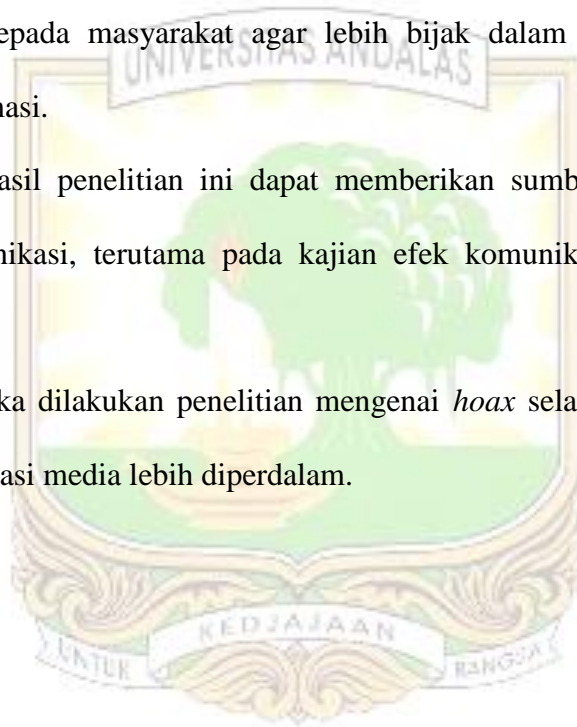 epada masyarakat agar lebih bijak dalam
UNIVERSITAS ANDALAS
nasi.
asil penelitian ini dapat memberikan sumb
nikasi, terutama pada kajian efek komunik
ka dilakukan penelitian mengenai hoax sela
asi media lebih diperdalam.
KEDJAJAAN
UNTUK BANGSA